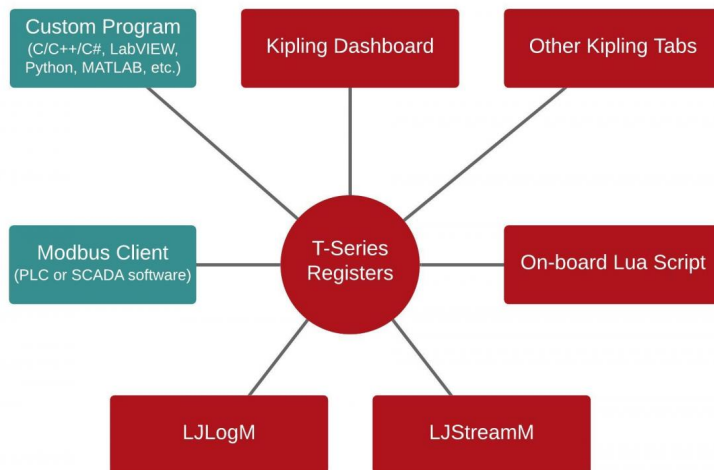 Custom Program
(C/C++/C#, LabVIEW,
Python, MATLAB, etc.)
Kipling Dashboard
Other Kipling Tabs
Modbus Client
(PLC or SCADA software)
T-Series
Registers
On-board Lua Script
LJLogM
LJStreamM